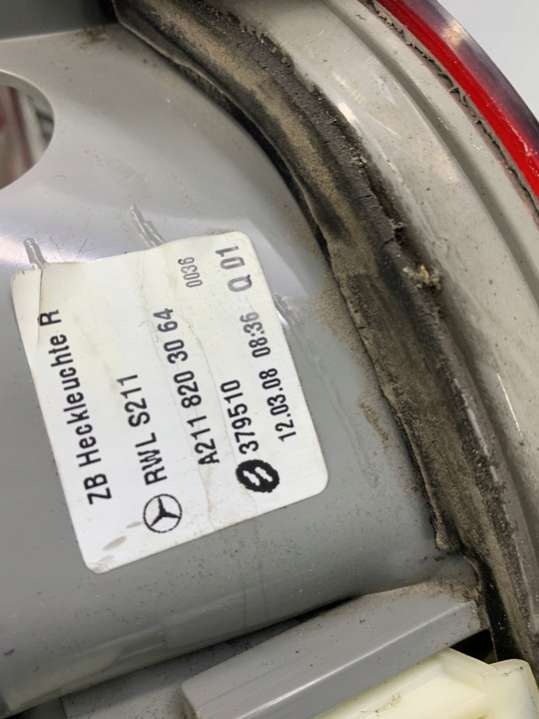 ZB Heckleuchte R
RWL S211
A211 820 30 64 0036
379510
12.03.08 08:36 Q 01